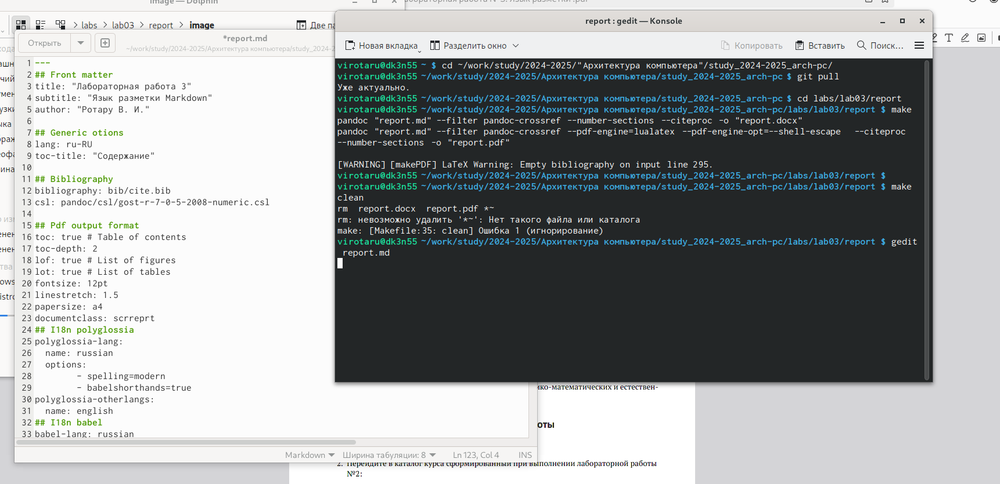 Image — Dolphin
labs
lab03
report
image
Две па
Открыть
*report.md
~/work/study/2024-2025/Архитектура компьютера/study_2024-2
1 ---
2 ## Front matter
3 title: "Лабораторная работа 3"
4 subtitle: "Язык разметки Markdown"
5 author: "Ротару В. И."
6
7 ## Generic otions
8 lang: ru-RU
9 toc-title: "Содержание"
10
11 ## Bibliography
12 bibliography: bib/cite.bib
13 csl: pandoc/csl/gost-r-7-0-5-2008-numeric.csl
14
15 ## Pdf output format
16 toc: true # Table of contents
17 toc-depth: 2
18 lof: true # List of figures
19 lot: true # List of tables
20 fontsize: 12pt
21 linestretch: 1.5
22 papersize: a4
23 documentclass: scrreprt
24 ## I18n polyglossia
25 polyglossia-lang:
26 name: russian
27 options:
28 - spelling=modern
29 - babelshorthands=true
30 polyglossia-otherlangs:
31 name: english
32 ## I18n babel
33 babel-lang: russian
Markdown
Ширина табуляции: 8
Ln 123, Col 4
INS
report : gedit — Konsole
Новая вкладка
Разделить окно
Копировать
Вставить
Поиск...
virotaru@dk3n55 ~ $ cd ~/work/study/2024-2025/"Архитектура компьютера"/study_2024-2025_arch-pc/
virotaru@dk3n55 ~/work/study/2024-2025/Архитектура компьютера/study_2024-2025_arch-pc $ git pull
Уже актуально.
virotaru@dk3n55 ~/work/study/2024-2025/Архитектура компьютера/study_2024-2025_arch-pc $ cd labs/lab03/report
virotaru@dk3n55 ~/work/study/2024-2025/Архитектура компьютера/study_2024-2025_arch-pc/labs/lab03/report $ make
pandoc "report.md" --filter pandoc-crossref --number-sections --citeproc -o "report.docx"
pandoc "report.md" --filter pandoc-crossref --pdf-engine=lualatex --pdf-engine-opt=--shell-escape --citeproc
--number-sections -o "report.pdf"
[WARNING] [makePDF] LaTeX Warning: Empty bibliography on input line 295.
virotaru@dk3n55 ~/work/study/2024-2025/Архитектура компьютера/study_2024-2025_arch-pc/labs/lab03/report $
virotaru@dk3n55 ~/work/study/2024-2025/Архитектура компьютера/study_2024-2025_arch-pc/labs/lab03/report $ make
clean
rm report.docx report.pdf *~
rm: невозможно удалить '*~': Нет такого файла или каталога
make: [Makefile:35: clean] Ошибка 1 (игнорирование)
virotaru@dk3n55 ~/work/study/2024-2025/Архитектура компьютера/study_2024-2025_arch-pc/labs/lab03/report $ gedit
report.md
ико-математических и естествен-
оты
2. Перейдите в каталог курса сформированный при выполнении лабораторной работы
№2: